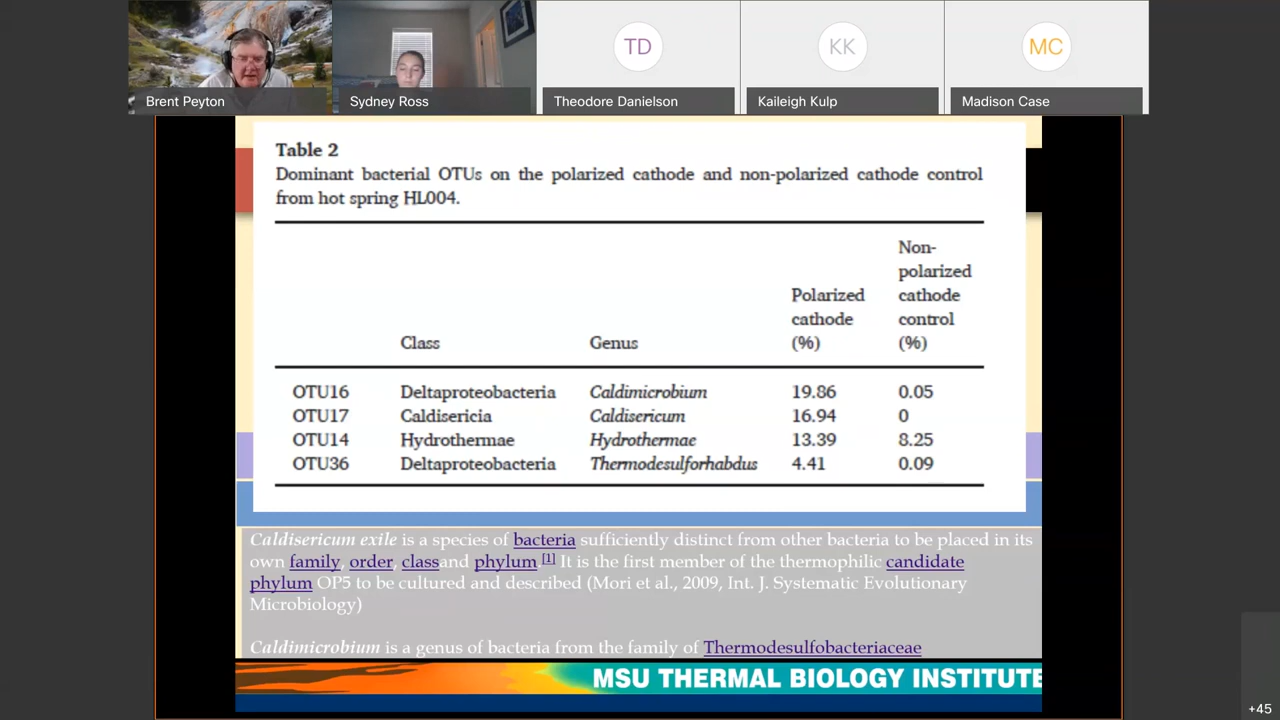 TD
KK
MC
Brent Peyton
Sydney Ross
Theodore Danielson
Kaileigh Kulp
Madison Case
Table 2
Dominant bacterial OTUs on the polarized cathode and non-polarized cathode control
from hot spring HL004.
Class
Genus
Polarized
cathode
(%)
Non-
polarized
cathode
control
(%)
OTU16 Deltaproteobacteria Caldimicrobium 19.86 0.05
OTU17 Caldisericia Caldisericum 16.94 0
OTU14 Hydrothermae Hydrothermae 13.39 8.25
OTU36 Deltaproteobacteria Thermodesulforhabdus 4.41 0.09
Caldisericum exile is a species of bacteria sufficiently distinct from other bacteria to be placed in its
own family, order, classand phylum.[1] It is the first member of the thermophilic candidate
phylum OP5 to be cultured and described (Mori et al., 2009, Int. J. Systematic Evolutionary
Microbiology)
Caldimicrobium is a genus of bacteria from the family of Thermodesulfobacteriaceae
MSU THERMAL BIOLOGY INSTITUTE
+45